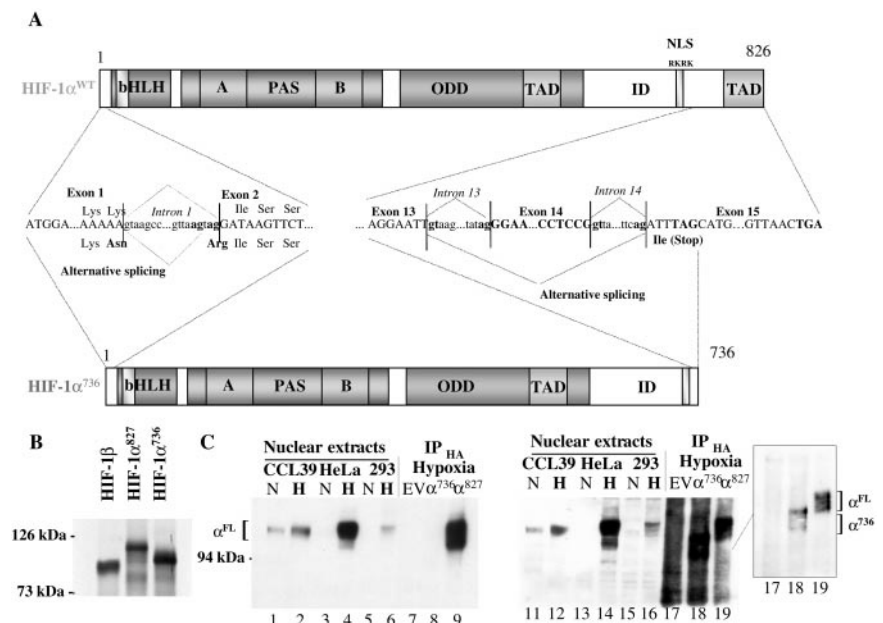 A
1
NLS
826
RKRK
HIF-1α^WT
bHLH A PAS B ODD TAD ID TAD
Exon 1 Exon 2
Lys Lys Intron 1 Ile Ser Ser
ATGGA...AAAAAgtaagcc...gttaagtagGATAAGTTCT...
Lys Asn Arg Ile Ser Ser
Alternative splicing
Intron 13 Intron 14
Exon 13 Exon 14 Exon 15
...AGGAATTgtaag...tatagGGAA...CCTCCGgtta...ttcagATTTAGCATG...GTTAACTGA
Ile (Stop)
Alternative splicing
1
736
HIF-1α^736
bHLH A PAS B ODD TAD ID
B
HIF-1β
HIF-1α^827
HIF-1α^736
126 kDa -
73 kDa -
C
Nuclear extracts
CCL39 HeLa 293
N H N H N H
IP HA
Hypoxia
EV α^736 α^827
α^FL
94 kDa -
1 2 3 4 5 6 7 8 9
Nuclear extracts
CCL39 HeLa 293
N H N H N H
IP HA
Hypoxia
EV α^736 α^827
11 12 13 14 15 16 17 18 19
α^FL
α^736
17 18 19